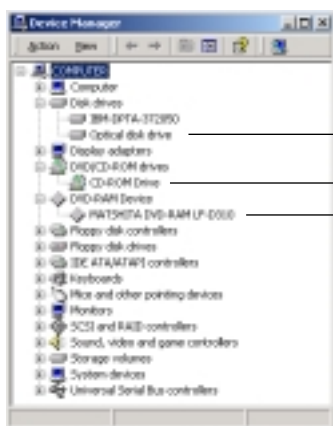 Device Manager
Action View
COMPUTER
Computer
Disk drives
IBM-DPTA-372050
Optical disk drive
Display adapters
DVD/CD-ROM drives
CD-ROM Drive
DVD-RAM Device
MATSHITA DVD-RAM LF-D310
Floppy disk controllers
Floppy disk drives
IDE ATA/ATAPI controllers
Keyboards
Mice and other pointing devices
Monitors
SCSI and RAID controllers
Sound, video and game controllers
Storage volumes
System devices
Universal Serial Bus controllers